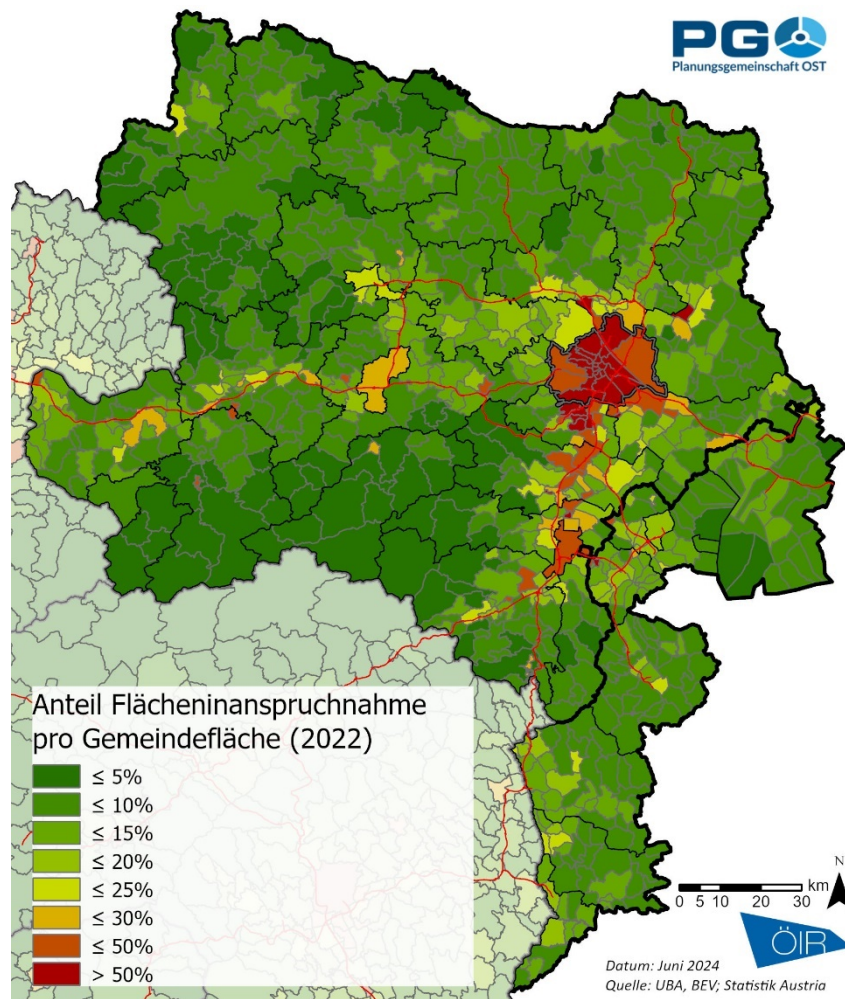 PGO
Planungsgemeinschaft OST
Anteil Flächeninanspruchnahme
pro Gemeindefläche (2022)
≤ 5%
≤ 10%
≤ 15%
≤ 20%
≤ 25%
≤ 30%
≤ 50%
> 50%
N
km
0 5 10 20 30
ÖIR
Datum: Juni 2024
Quelle: UBA, BEV; Statistik Austria